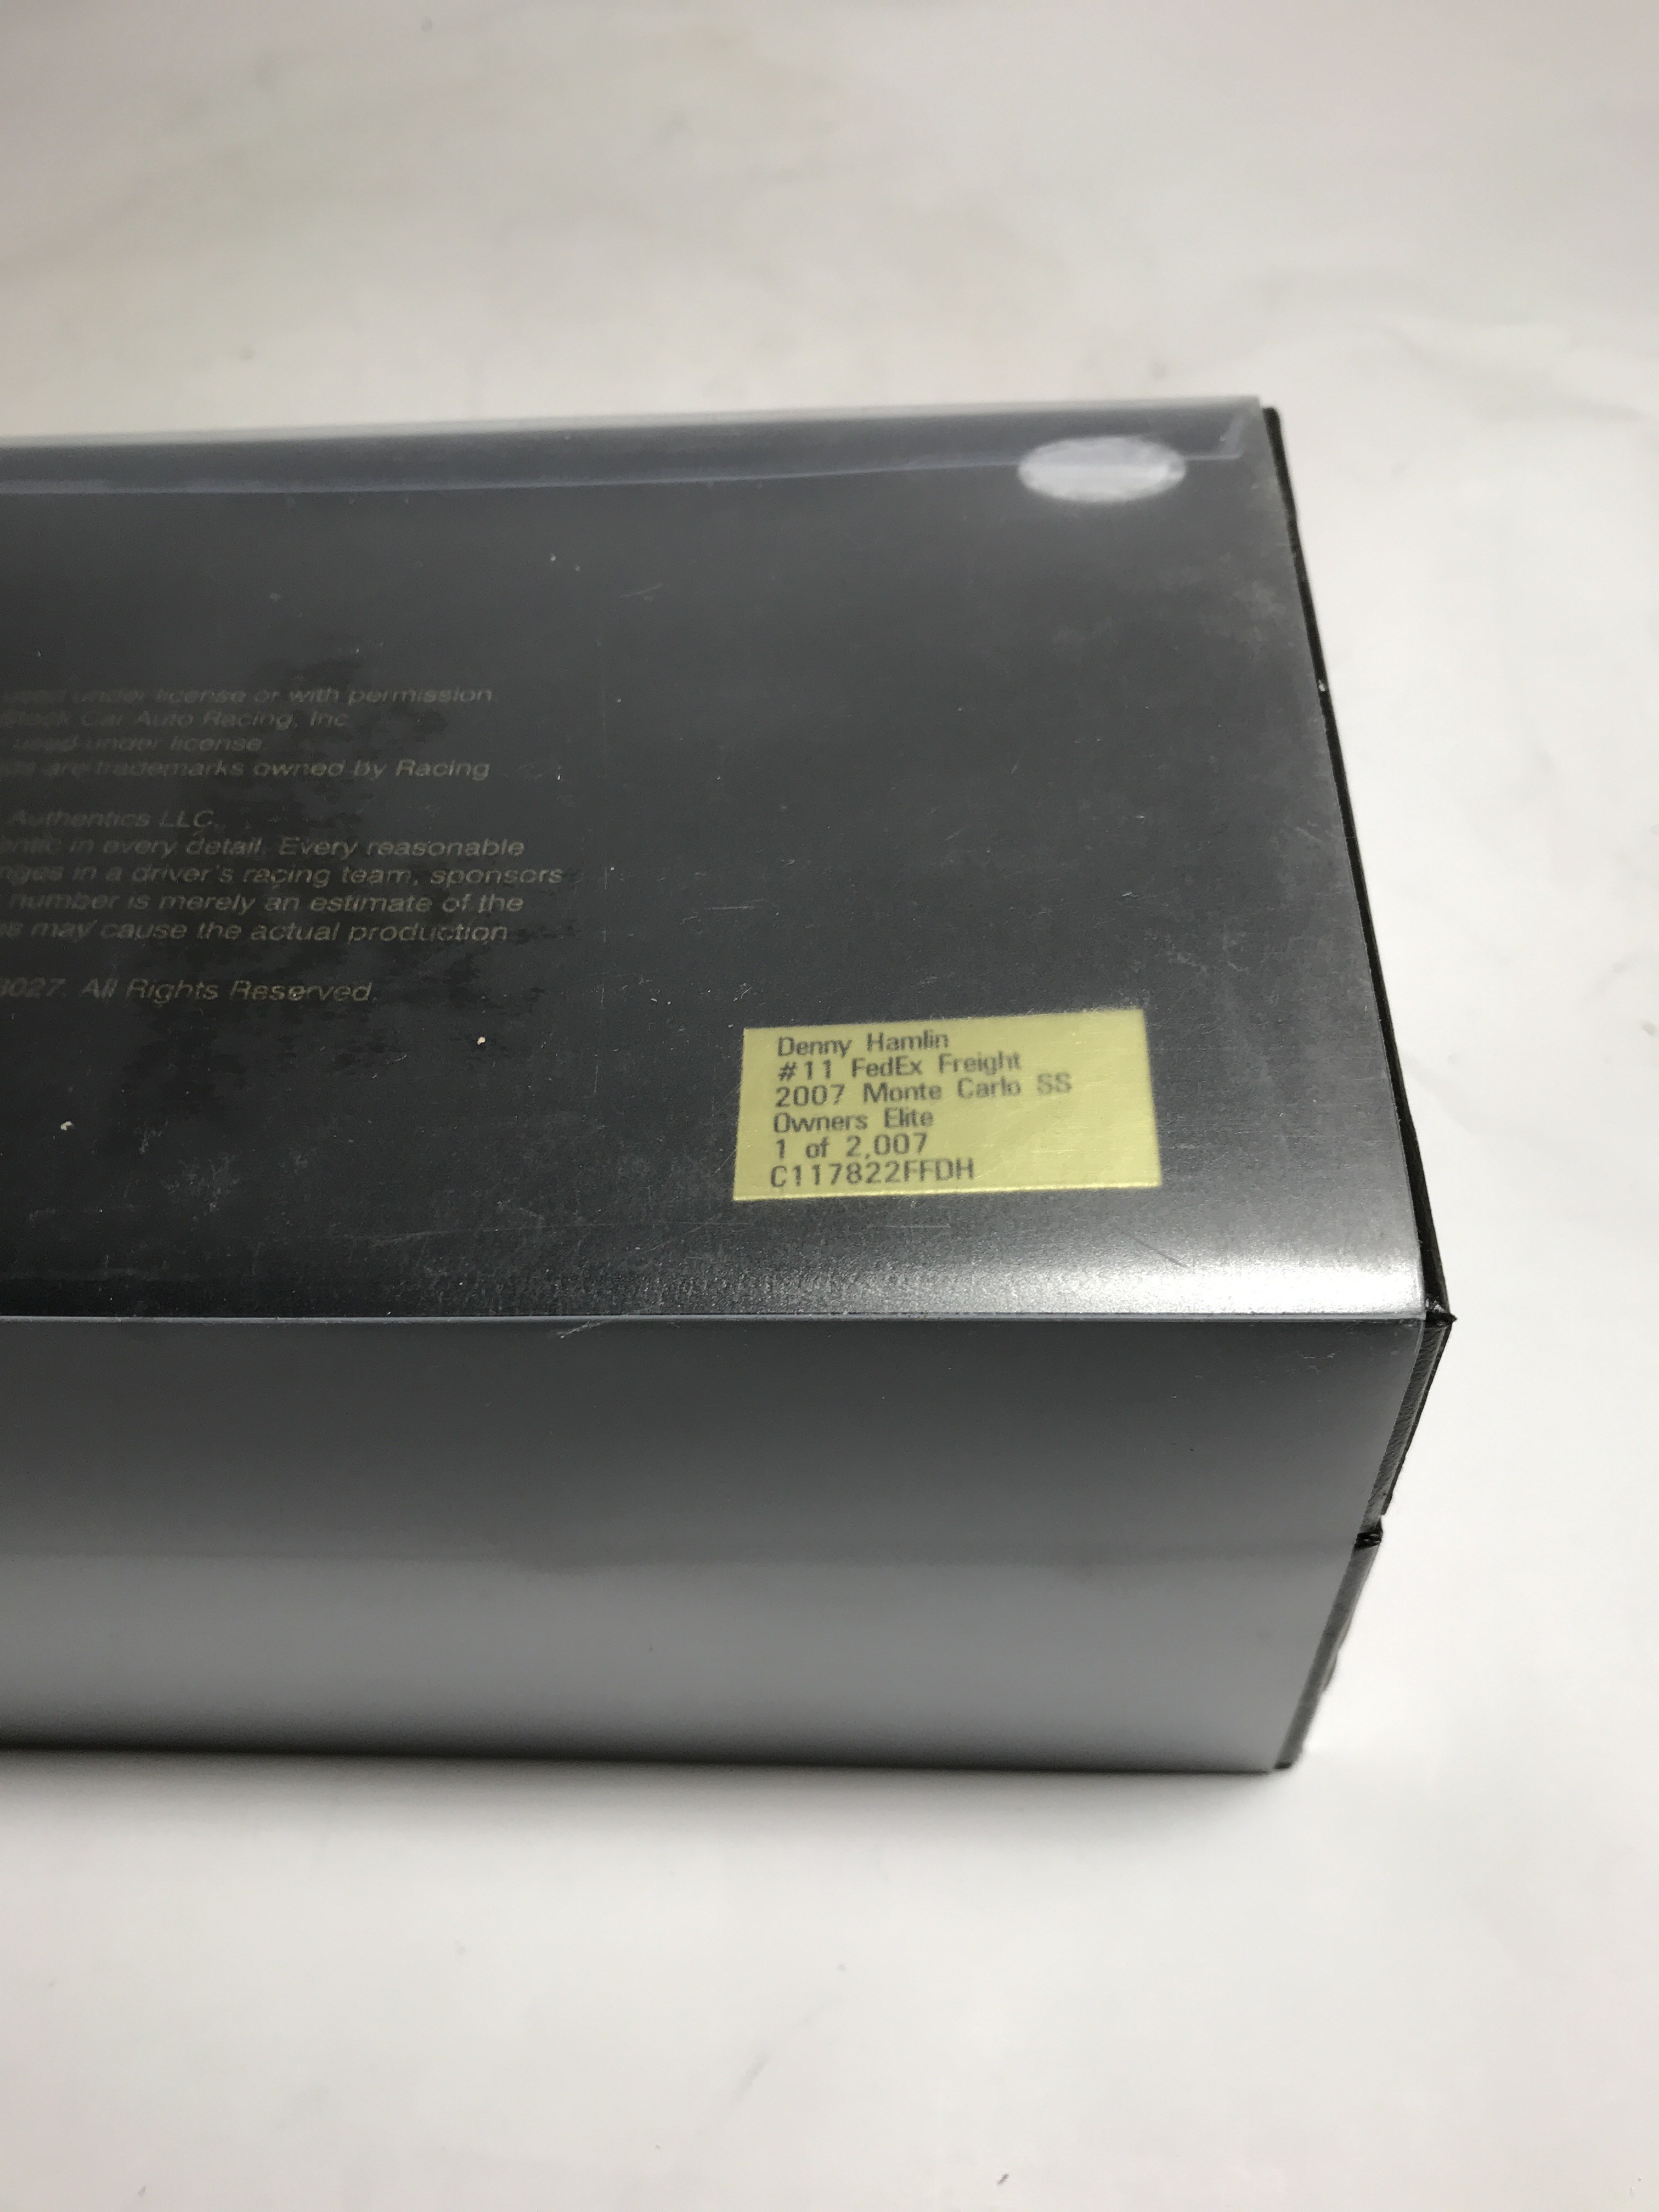 used under license or with permission
Stock Car Auto Racing, Inc.
used under license.
are trademarks owned by Racing
Authentics LLC.
entic in every detail. Every reasonable
nges in a driver's racing team, sponsors
number is merely an estimate of the
may cause the actual production
8027. All Rights Reserved.
Denny Hamlin
#11 FedEx Freight
2007 Monte Carlo SS
Owners Elite
1 of 2,007
C117822FFDH